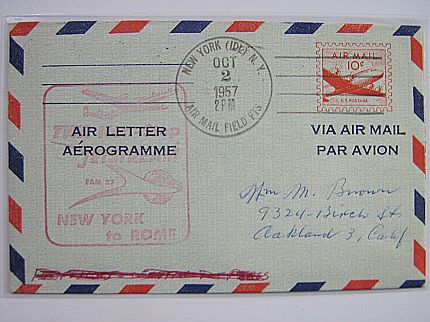 NEW YORK (IDL) N. Y.
OCT
2
1957
2 PM
AIR MAIL FIELD FTS
AIR MAIL
10¢
U.S. POSTAGE
AIR LETTER
AÉROGRAMME
VIA AIR MAIL
PAR AVION
FAM 27
NEW YORK
to ROME
Wm M. Brown
9324-Birch St.
Oakland 3, Calif